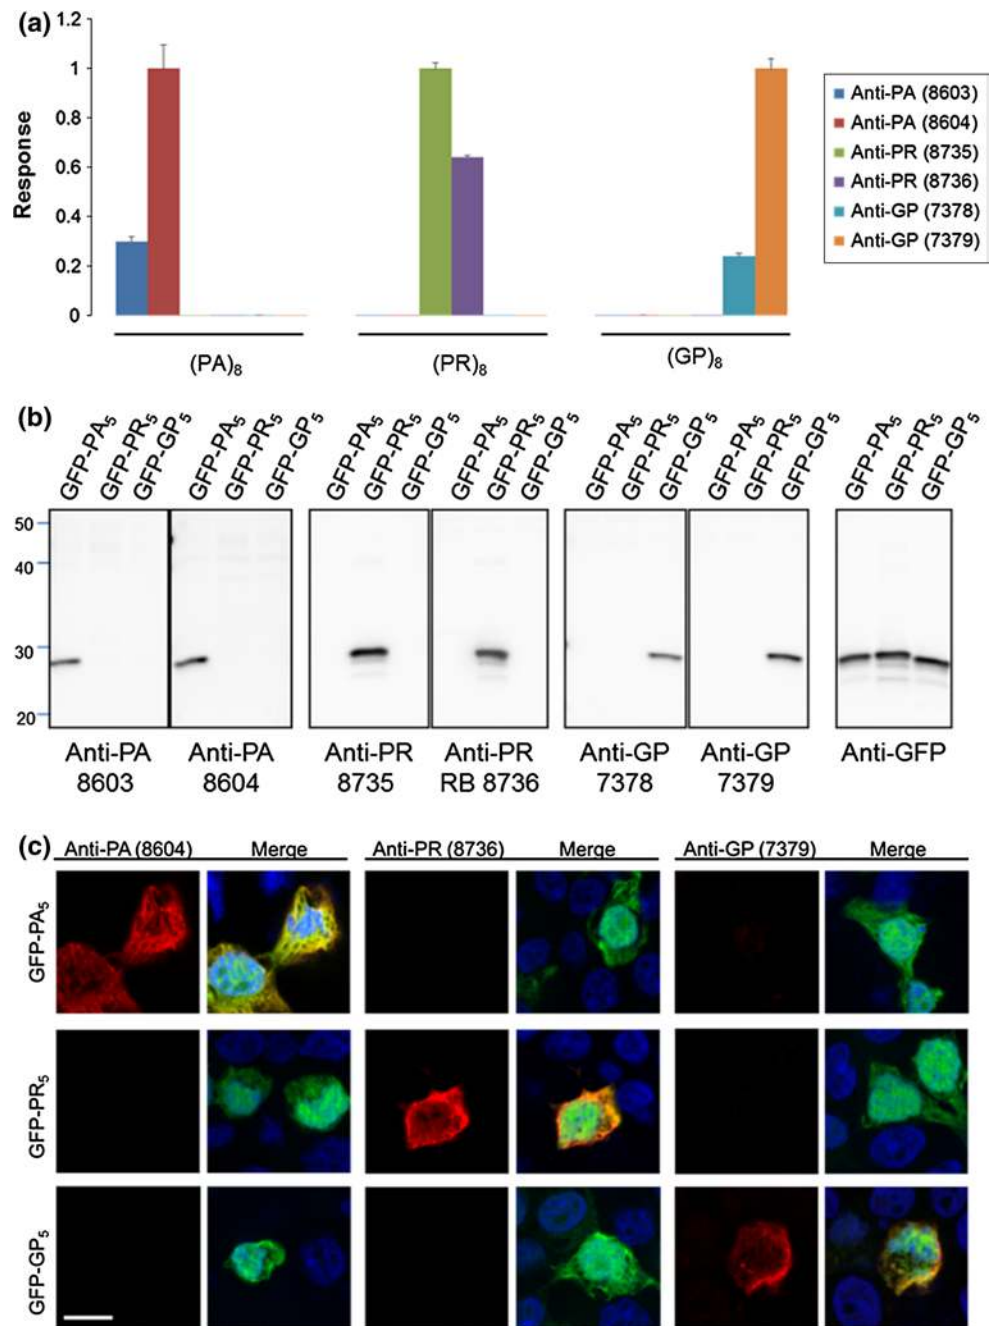 (a)
1.2
1
0.8
0.6
0.4
0.2
0
Response
(PA)8
(PR)8
(GP)8
Anti-PA (8603)
Anti-PA (8604)
Anti-PR (8735)
Anti-PR (8736)
Anti-GP (7378)
Anti-GP (7379)
(b)
GFP-PA5 GFP-PR5 GFP-GP5 GFP-PA5 GFP-PR5 GFP-GP5 GFP-PA5 GFP-PR5 GFP-GP5 GFP-PA5 GFP-PR5 GFP-GP5 GFP-PA5 GFP-PR5 GFP-GP5 GFP-PA5 GFP-PR5 GFP-GP5 GFP-PA5 GFP-PR5 GFP-GP5
50
40
30
20
Anti-PA
8603
Anti-PA
8604
Anti-PR
8735
Anti-PR
RB 8736
Anti-GP
7378
Anti-GP
7379
Anti-GFP
(c)
Anti-PA (8604) Merge Anti-PR (8736) Merge Anti-GP (7379) Merge
GFP-PA5
GFP-PR5
GFP-GP5